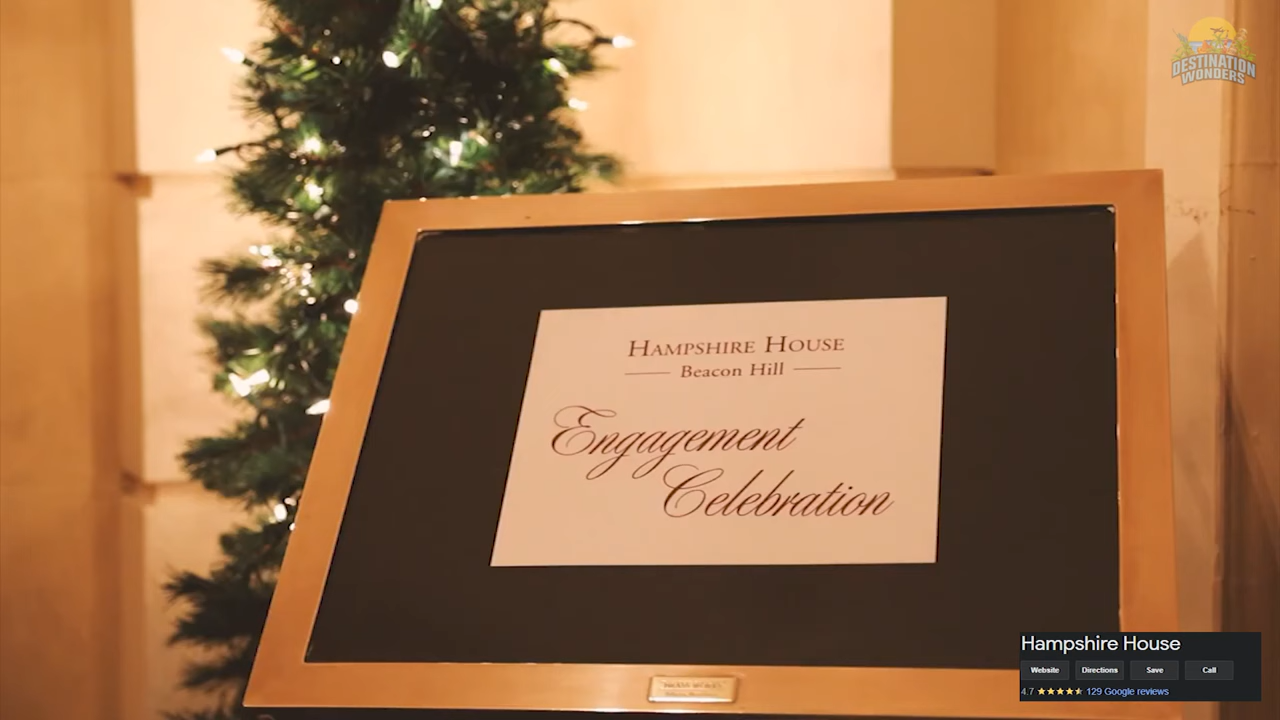 DESTINATION
WONDERS
HAMPSHIRE HOUSE
Beacon Hill
Engagement
Celebration
Hampshire House
Website Directions Save Call
4.7 129 Google reviews